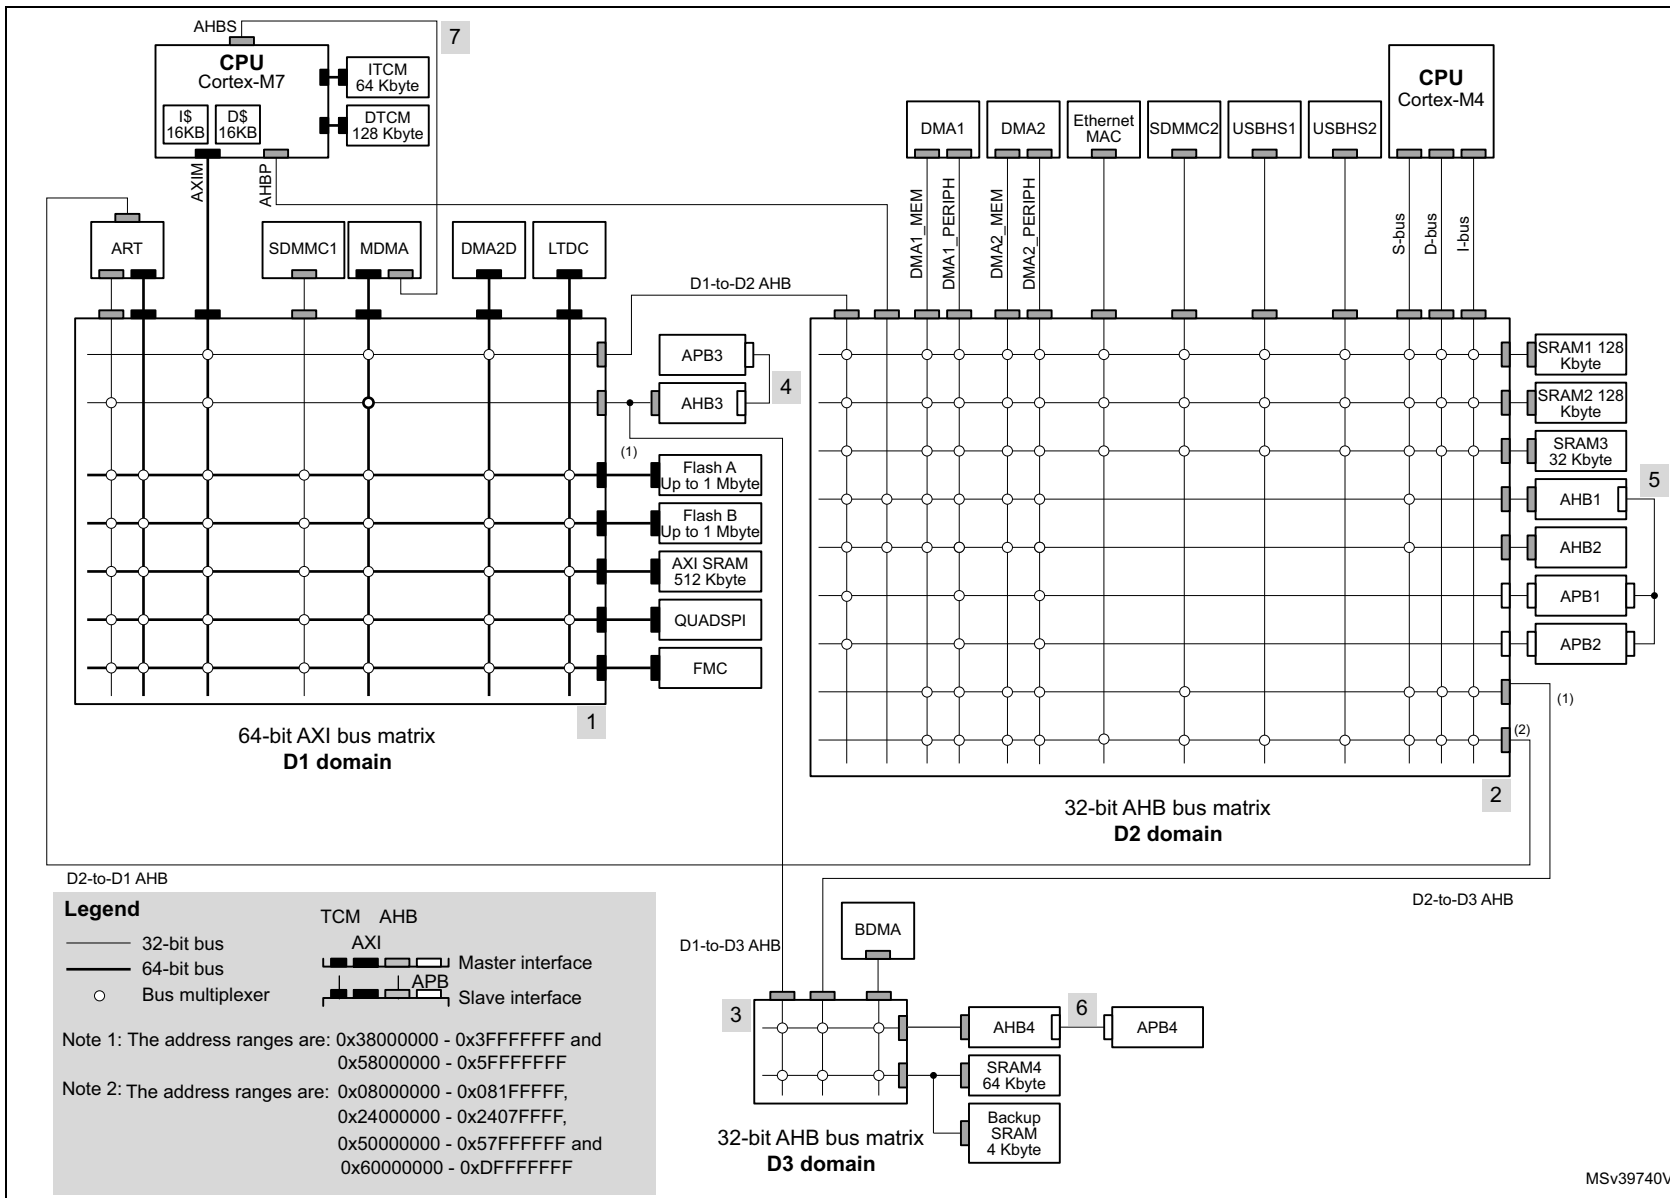 AHBS
7
CPU
Cortex-M7
I$
16KB
D$
16KB
ITCM
64 Kbyte
DTCM
128 Kbyte
AXIM
AHBP
CPU
Cortex-M4
DMA1
DMA2
Ethernet
MAC
SDMMC2
USBHS1
USBHS2
DMA1_MEM
DMA1_PERIPH
DMA2_MEM
DMA2_PERIPH
S-bus
D-bus
I-bus
ART
SDMMC1
MDMA
DMA2D
LTDC
D1-to-D2 AHB
APB3
4
AHB3
(1)
Flash A
Up to 1 Mbyte
Flash B
Up to 1 Mbyte
AXI SRAM
512 Kbyte
QUADSPI
FMC
1
64-bit AXI bus matrix
D1 domain
SRAM1 128
Kbyte
SRAM2 128
Kbyte
SRAM3
32 Kbyte
5
AHB1
AHB2
APB1
APB2
(1)
(2)
2
32-bit AHB bus matrix
D2 domain
D2-to-D1 AHB
D2-to-D3 AHB
Legend
32-bit bus
64-bit bus
Bus multiplexer
TCM AHB
AXI
Master interface
APB
Slave interface
Note 1: The address ranges are: 0x38000000 - 0x3FFFFFFF and
0x58000000 - 0x5FFFFFFF
Note 2: The address ranges are: 0x08000000 - 0x081FFFFF,
0x24000000 - 0x2407FFFF,
0x50000000 - 0x57FFFFFF and
0x60000000 - 0xDFFFFFFF
D1-to-D3 AHB
BDMA
3
AHB4
6
APB4
SRAM4
64 Kbyte
Backup
SRAM
4 Kbyte
32-bit AHB bus matrix
D3 domain
MSv39740V